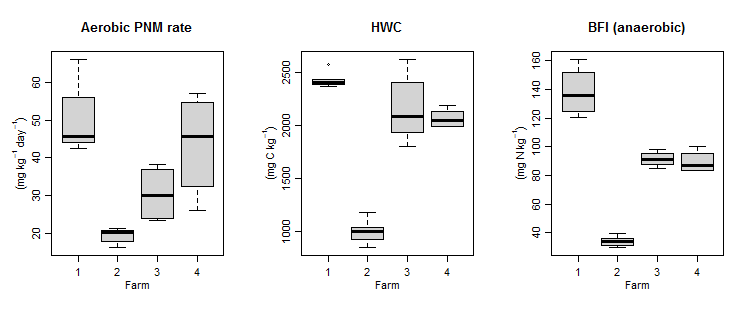 Aerobic PNM rate
(mg kg⁻¹ day⁻¹)
60
50
40
30
20
1 2 3 4
Farm
HWC
(mg C kg⁻¹)
2500
2000
1500
1000
1 2 3 4
Farm
BFI (anaerobic)
(mg N kg⁻¹)
160
140
120
100
80
60
40
1 2 3 4
Farm